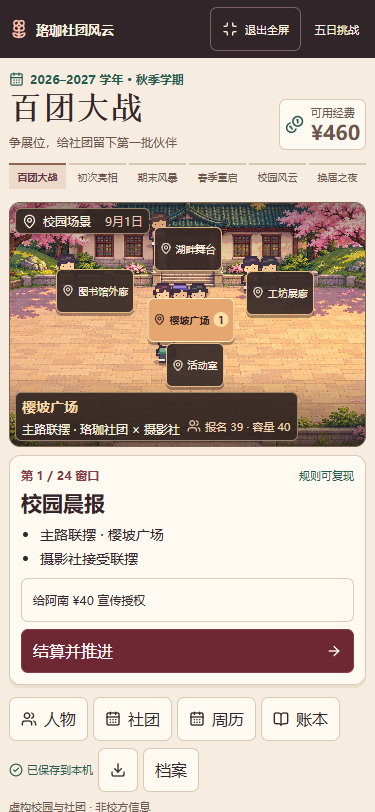 珞珈社团风云
退出全屏
五日挑战
2026–2027 学年 · 秋季学期
百团大战
争展位，给社团留下第一批伙伴
可用经费
¥460
百团大战
初次亮相
期末风暴
春季重启
校园风云
换届之夜
校园场景 9月1日
湖畔舞台
图书馆外廊
工坊展廊
樱坡广场 1
活动室
樱坡广场
主路联摆 · 珞珈社团 × 摄影社 报名 39 · 容量 40
第 1 / 24 窗口
规则可复现
校园晨报
主路联摆 · 樱坡广场
摄影社接受联摆
给阿南 ¥40 宣传授权
结算并推进
人物
社团
周历
账本
已保存到本机
档案
虚构校园与社团 · 非校方信息